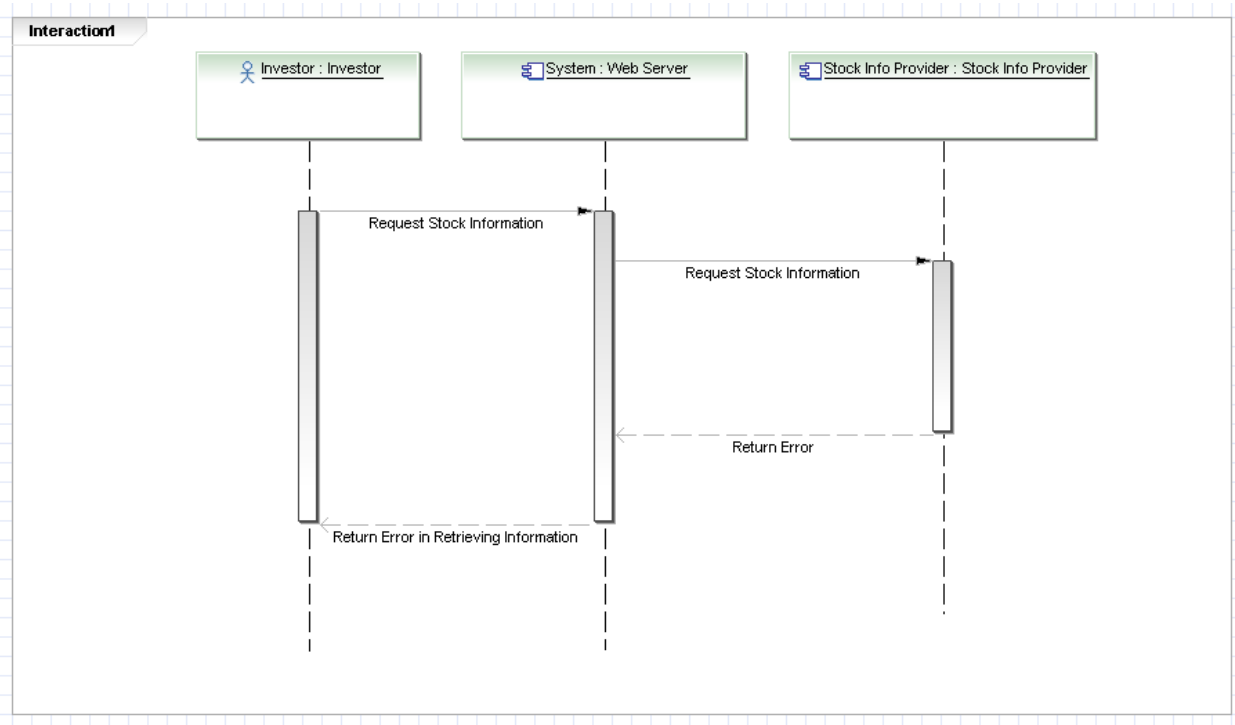 Interaction1
Investor : Investor
System : Web Server
Stock Info Provider : Stock Info Provider
Request Stock Information
Request Stock Information
Return Error
Return Error in Retrieving Information